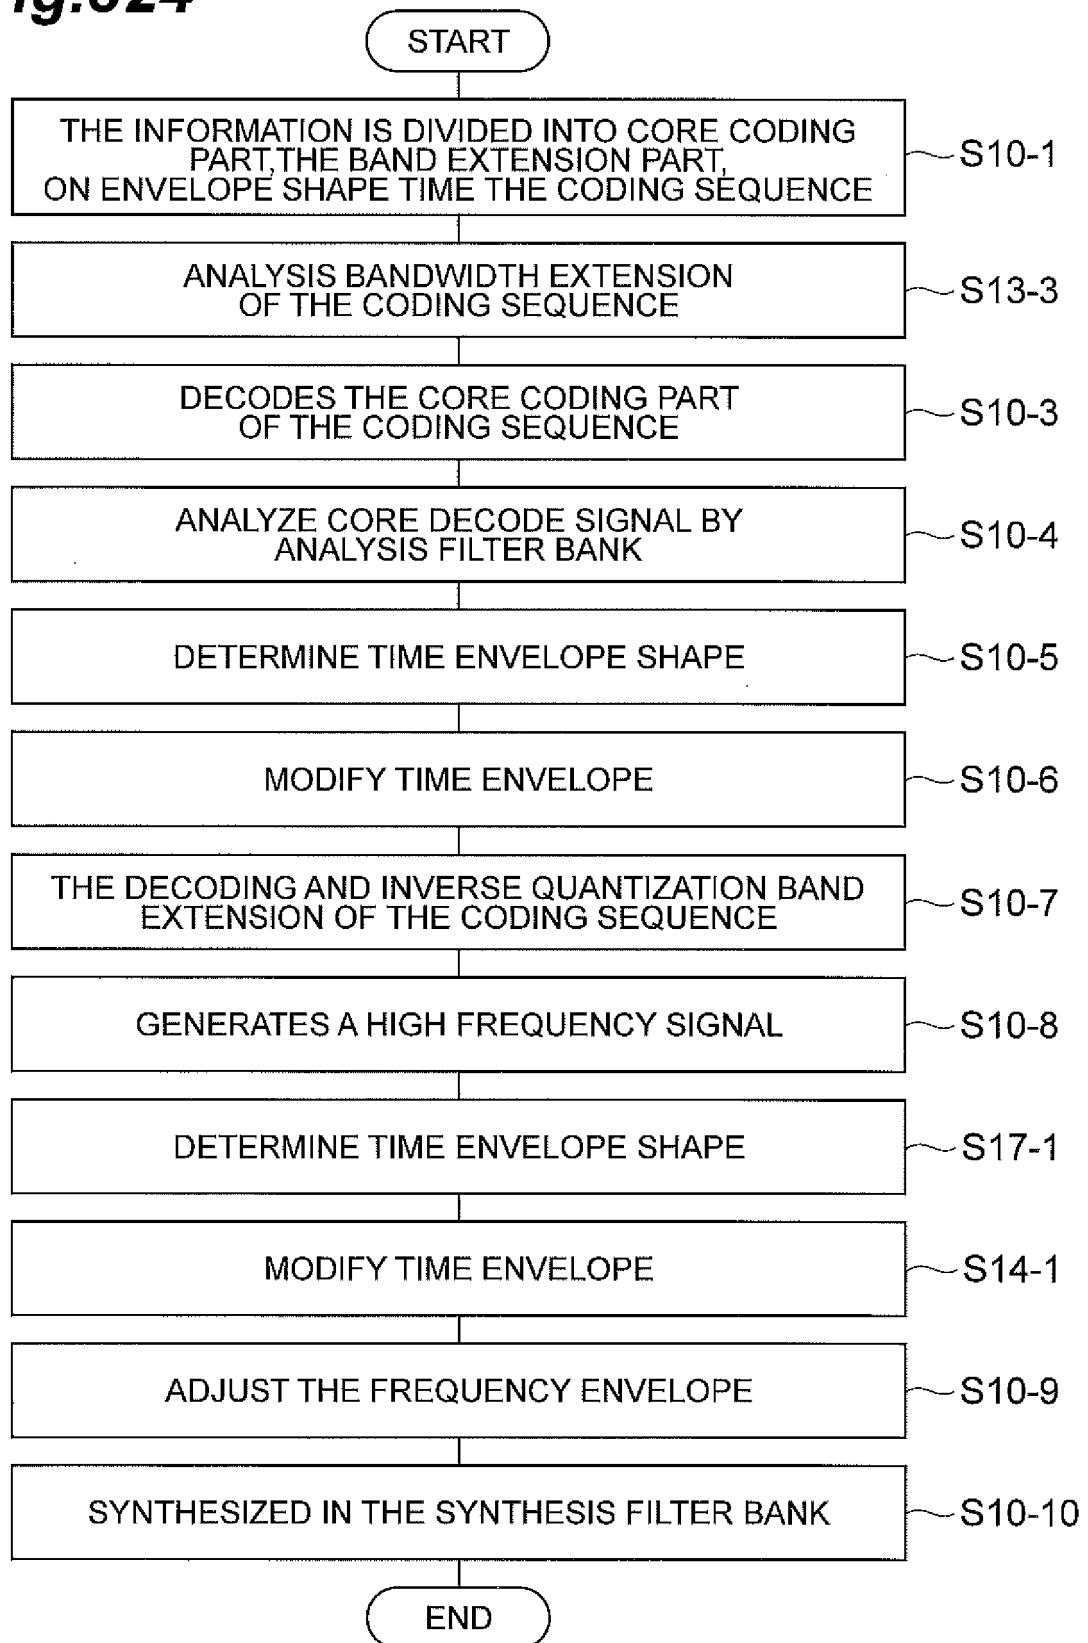 ig.324
START
THE INFORMATION IS DIVIDED INTO CORE CODING
PART,THE BAND EXTENSION PART,
ON ENVELOPE SHAPE TIME THE CODING SEQUENCE
S10-1
ANALYSIS BANDWIDTH EXTENSION
OF THE CODING SEQUENCE
S13-3
DECODES THE CORE CODING PART
OF THE CODING SEQUENCE
S10-3
ANALYZE CORE DECODE SIGNAL BY
ANALYSIS FILTER BANK
S10-4
DETERMINE TIME ENVELOPE SHAPE
S10-5
MODIFY TIME ENVELOPE
S10-6
THE DECODING AND INVERSE QUANTIZATION BAND
EXTENSION OF THE CODING SEQUENCE
S10-7
GENERATES A HIGH FREQUENCY SIGNAL
S10-8
DETERMINE TIME ENVELOPE SHAPE
S17-1
MODIFY TIME ENVELOPE
S14-1
ADJUST THE FREQUENCY ENVELOPE
S10-9
SYNTHESIZED IN THE SYNTHESIS FILTER BANK
S10-10
END